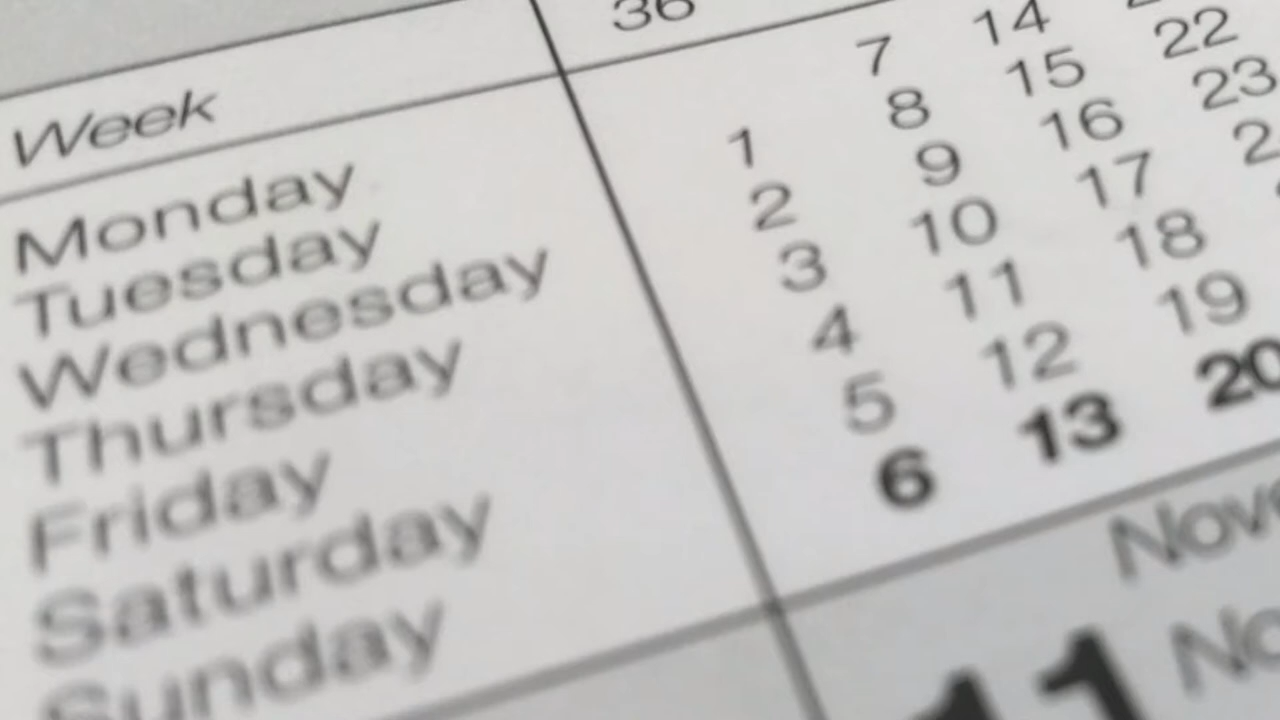 Week 36
Monday 7 14
Tuesday 1 8 15 22
Wednesday 2 9 16 23
Thursday 3 10 17
Friday 4 11 18
Saturday 5 12 19
Sunday 6 13 20
11